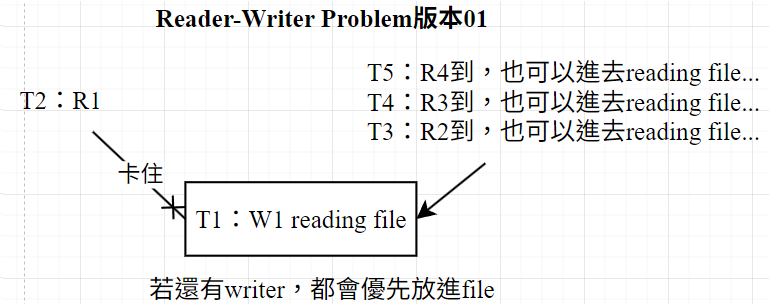 Reader-Writer Problem版本01
T5：R4到，也可以進去reading file...
T2：R1
T4：R3到，也可以進去reading file...
T3：R2到，也可以進去reading file...
卡住
T1：W1 reading file
若還有writer，都會優先放進file